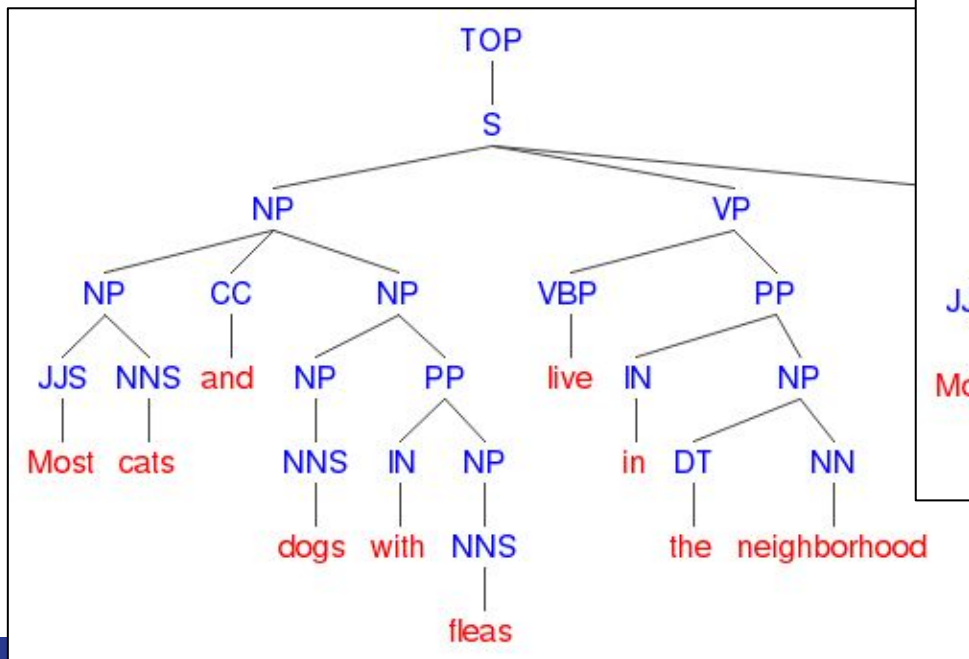 TOP
S
NP VP
NP CC NP VBP PP
JJS NNS and NP PP live IN NP
Most cats NNS IN NP in DT NN
dogs with NNS the neighborhood
fleas